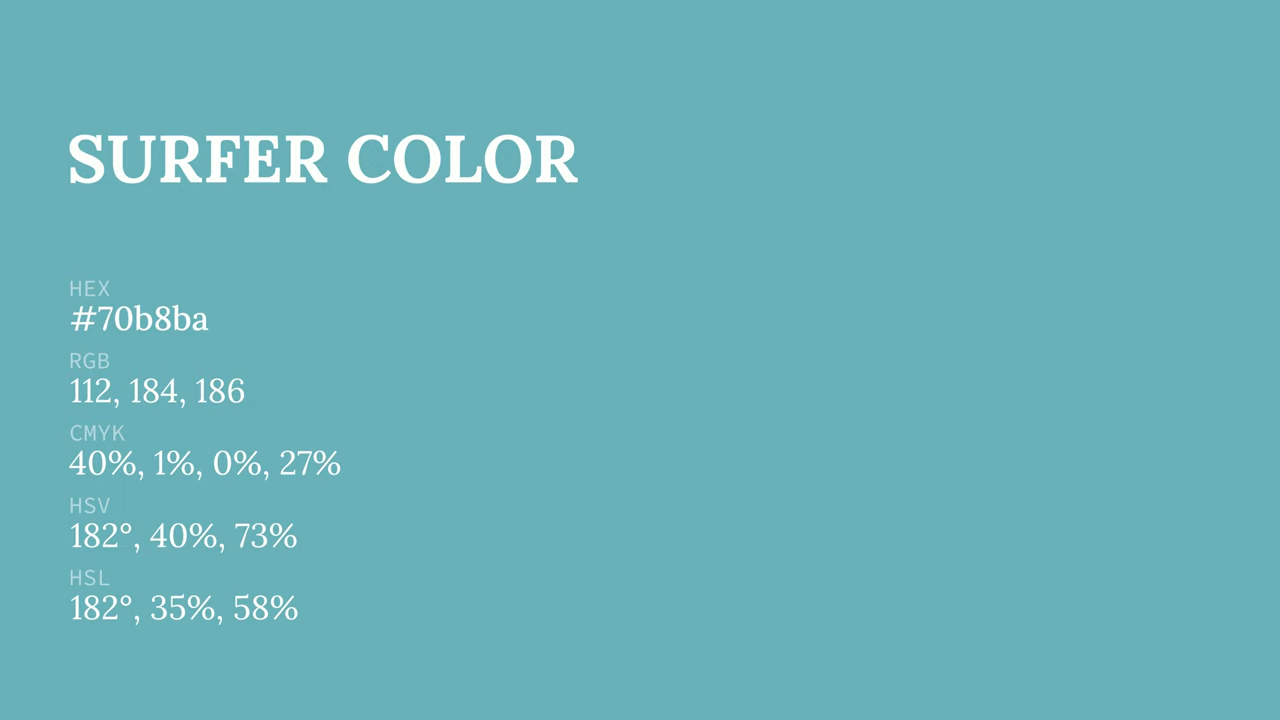 SURFER COLOR
HEX
#70b8ba
RGB
112, 184, 186
CMYK
40%, 1%, 0%, 27%
HSV
182°, 40%, 73%
HSL
182°, 35%, 58%